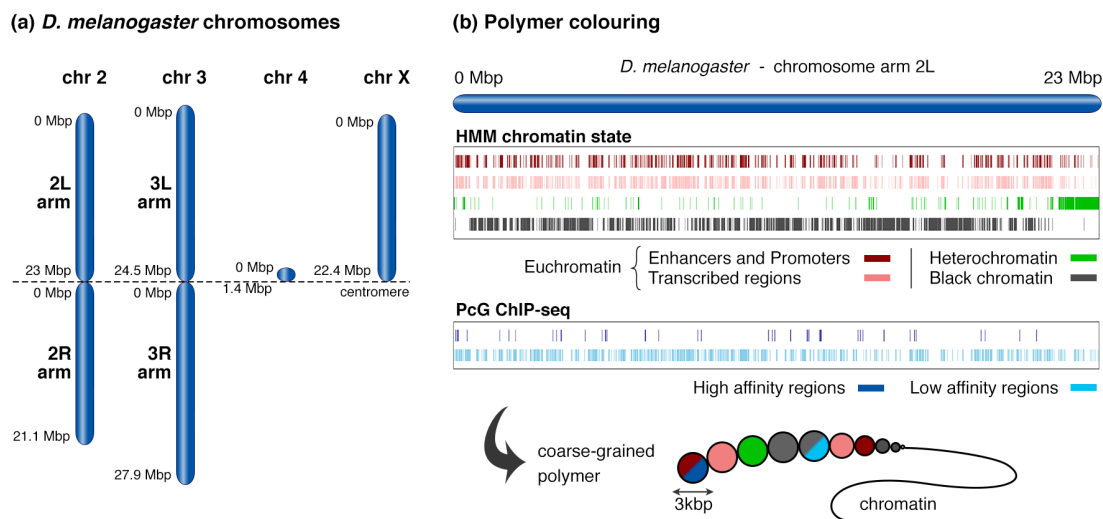 (a) D. melanogaster chromosomes
chr 2
chr 3
chr 4
chr X
0 Mbp
0 Mbp
0 Mbp
2L
arm
3L
arm
23 Mbp
24.5 Mbp
0 Mbp
1.4 Mbp
22.4 Mbp
centromere
0 Mbp
0 Mbp
2R
arm
3R
arm
21.1 Mbp
27.9 Mbp
(b) Polymer colouring
D. melanogaster - chromosome arm 2L
0 Mbp
23 Mbp
HMM chromatin state
Euchromatin
Enhancers and Promoters
Transcribed regions
Heterochromatin
Black chromatin
PcG ChIP-seq
High affinity regions
Low affinity regions
coarse-grained
polymer
3kbp
chromatin